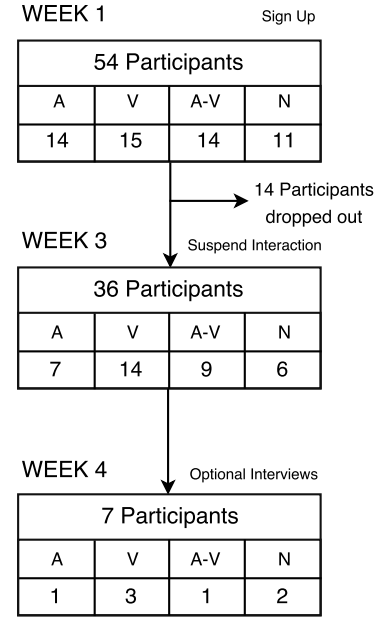 WEEK 1
Sign Up
54 Participants
A V A-V N
14 15 14 11
14 Participants
dropped out
WEEK 3
Suspend Interaction
36 Participants
A V A-V N
7 14 9 6
WEEK 4
Optional Interviews
7 Participants
A V A-V N
1 3 1 2